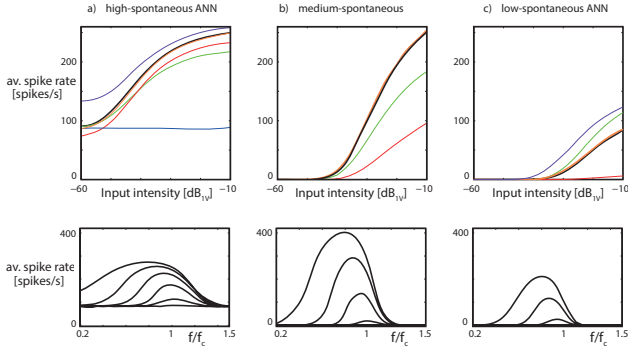 a) high-spontaneous ANN
b) medium-spontaneous
c) low-spontaneous ANN
av. spike rate
[spikes/s]
200
100
0
−60
Input intensity [dB1V]
−10
200
100
0
−60
Input intensity [dB1V]
−10
200
100
0
−60
Input intensity [dB1V]
−10
av. spike rate
[spikes/s]
400
0
0.2
1
f/fc
1.5
400
0
0.2
1
f/fc
1.5
400
0
0.2
1
f/fc
1.5